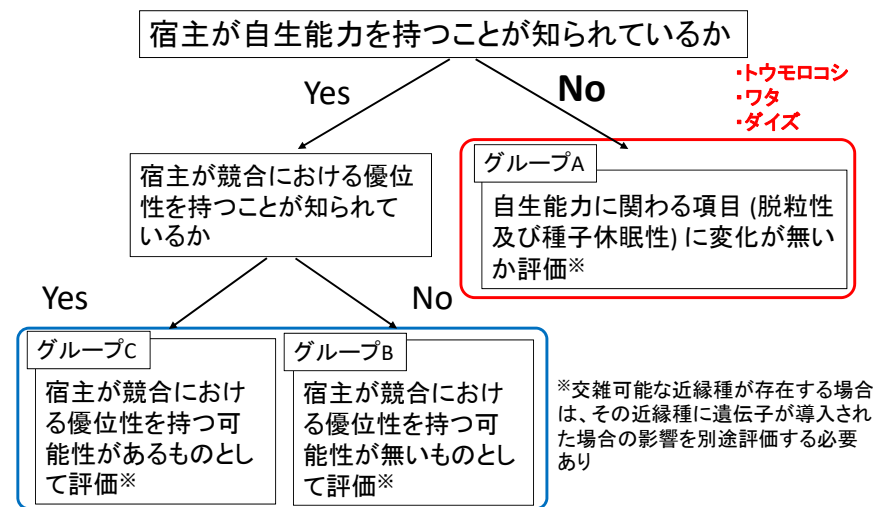 宿主が自生能力を持つことが知られているか
Yes
No
・トウモロコシ
・ワタ
・ダイズ
宿主が競合における優位
性を持つことが知られて
いるか
グループA
自生能力に関わる項目 (脱粒性
及び種子休眠性) に変化が無い
か評価※
Yes
No
グループC
宿主が競合におけ
る優位性を持つ可
能性があるものとし
て評価※
グループB
宿主が競合におけ
る優位性を持つ可
能性が無いものとし
て評価※
※交雑可能な近縁種が存在する場合
は、その近縁種に遺伝子が導入され
た場合の影響を別途評価する必要
あり